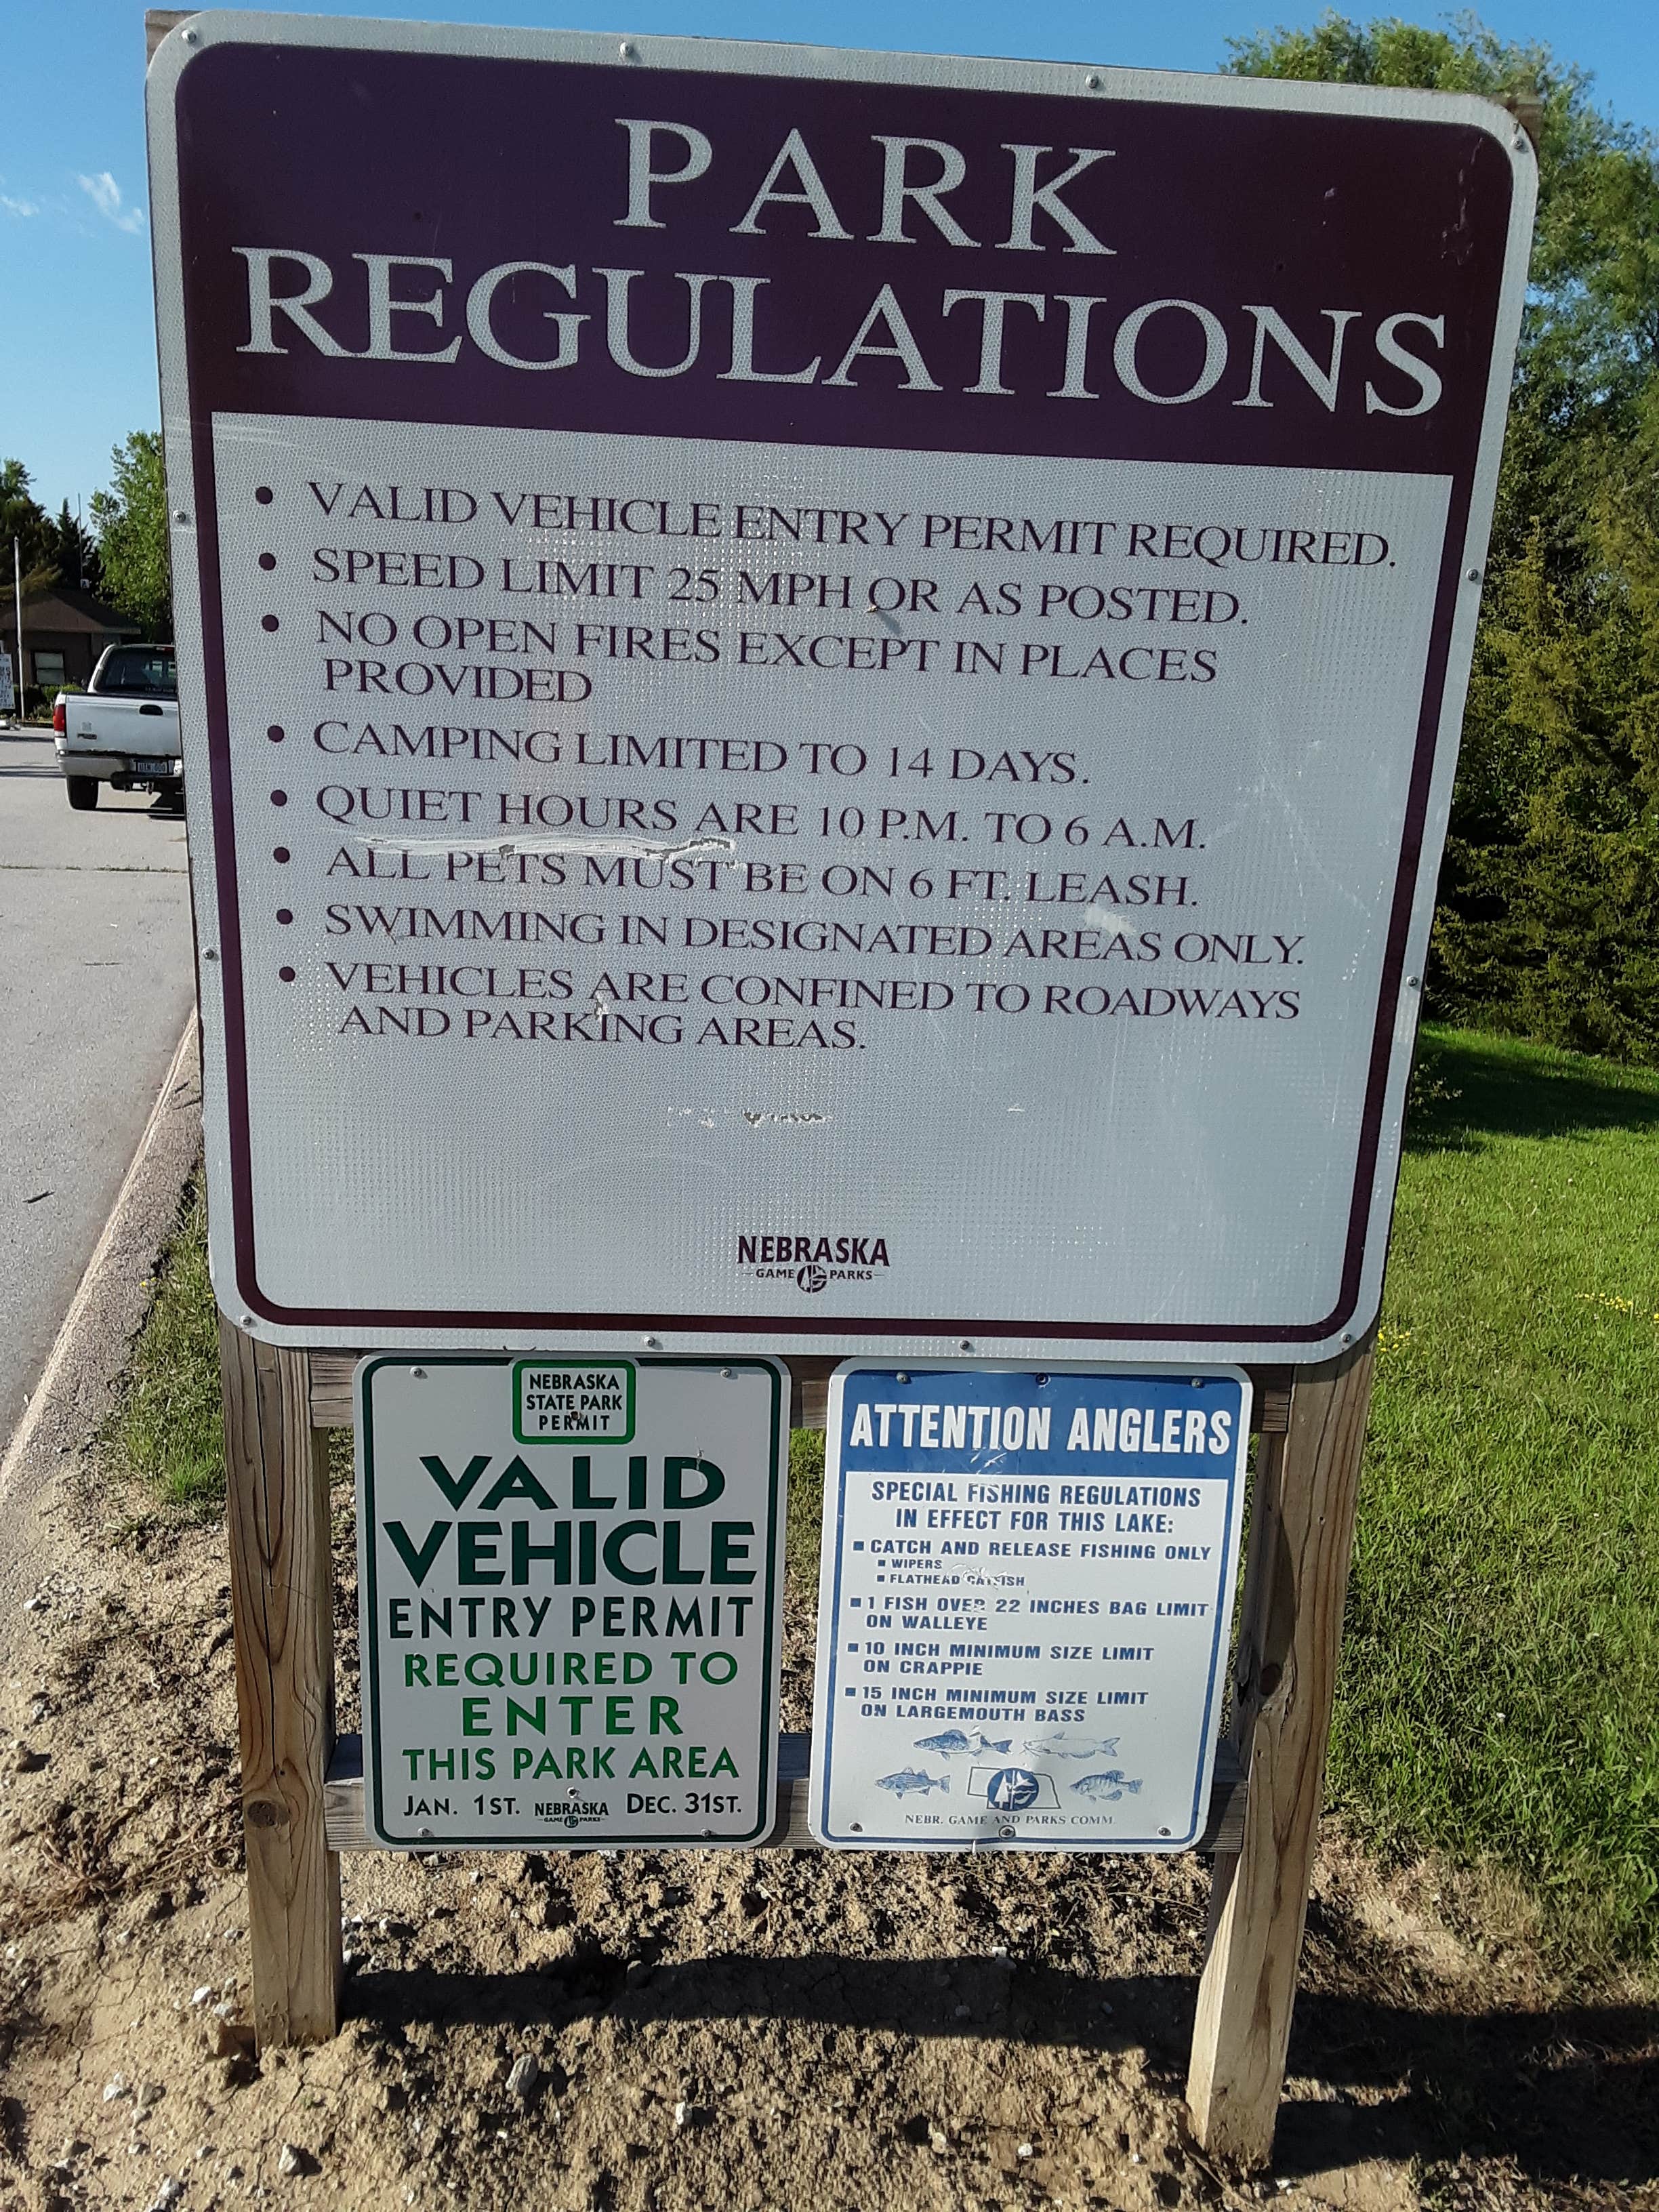 PARK
REGULATIONS
• VALID VEHICLE ENTRY PERMIT REQUIRED.
• SPEED LIMIT 25 MPH OR AS POSTED.
• NO OPEN FIRES EXCEPT IN PLACES
PROVIDED
• CAMPING LIMITED TO 14 DAYS.
• QUIET HOURS ARE 10 P.M. TO 6 A.M.
• ALL PETS MUST BE ON 6 FT. LEASH.
• SWIMMING IN DESIGNATED AREAS ONLY.
• VEHICLES ARE CONFINED TO ROADWAYS
AND PARKING AREAS.
NEBRASKA
GAME PARKS
NEBRASKA
STATE PARK
PERMIT
VALID
VEHICLE
ENTRY PERMIT
REQUIRED TO
ENTER
THIS PARK AREA
JAN. 1ST. NEBRASKA DEC. 31ST.
GAME PARKS
ATTENTION ANGLERS
SPECIAL FISHING REGULATIONS
IN EFFECT FOR THIS LAKE:
▪ CATCH AND RELEASE FISHING ONLY
▪ WIPERS
▪ FLATHEAD CATFISH
▪ 1 FISH OVER 22 INCHES BAG LIMIT
ON WALLEYE
▪ 10 INCH MINIMUM SIZE LIMIT
ON CRAPPIE
▪ 15 INCH MINIMUM SIZE LIMIT
ON LARGEMOUTH BASS
NEBR. GAME AND PARKS COMM.